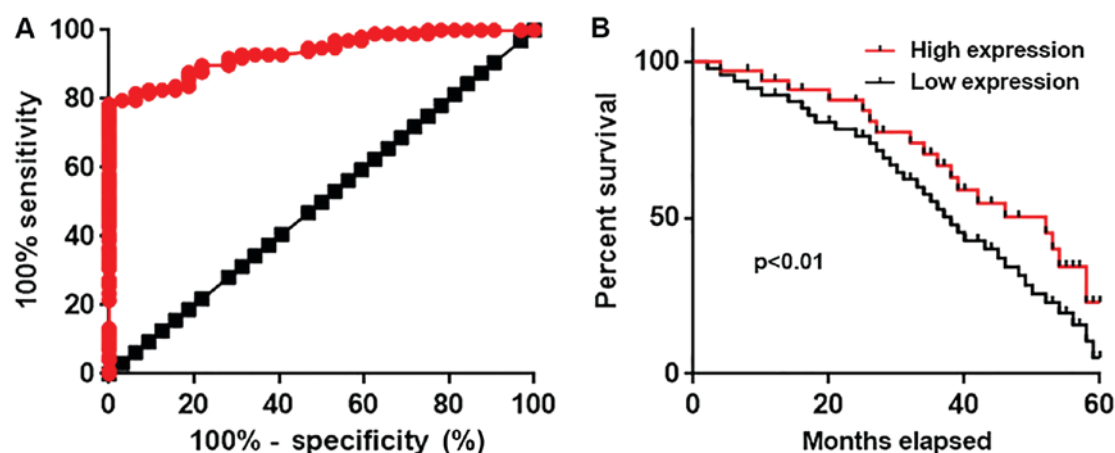 A
100% sensitivity
100
80
60
40
20
0
0 20 40 60 80 100
100% - specificity (%)
B
Percent survival
100
50
0
High expression
Low expression
p<0.01
0 20 40 60
Months elapsed